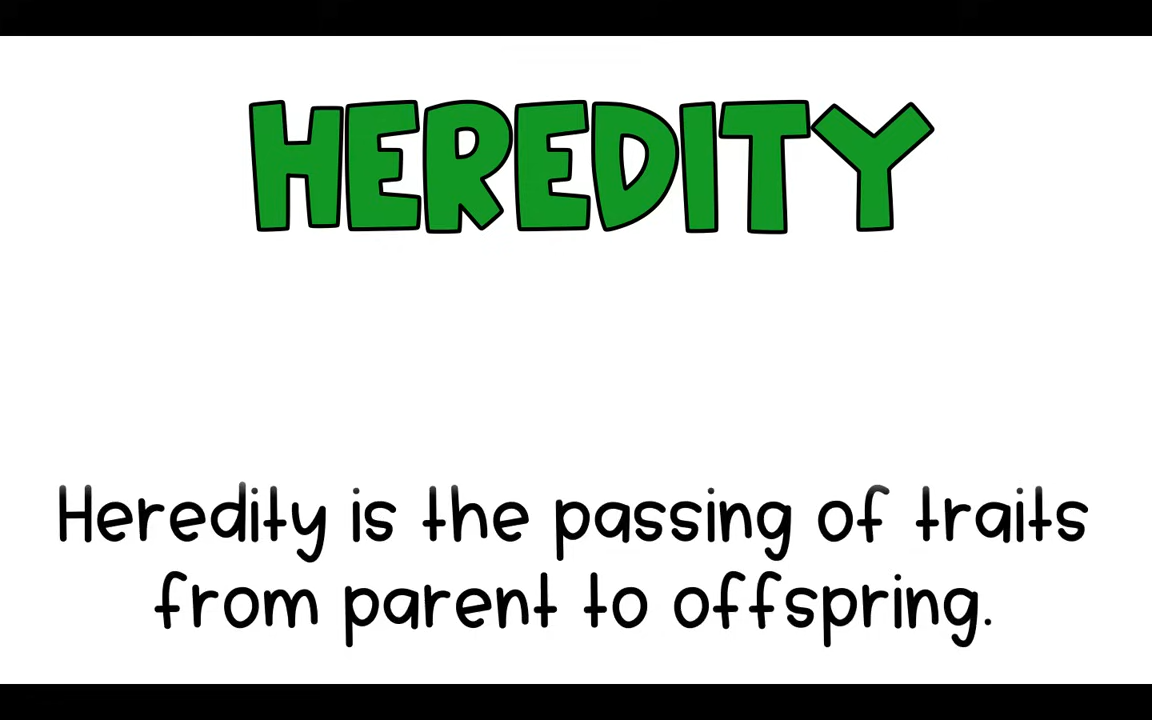 HEREDITY
Heredity is the passing of traits
from parent to offspring.